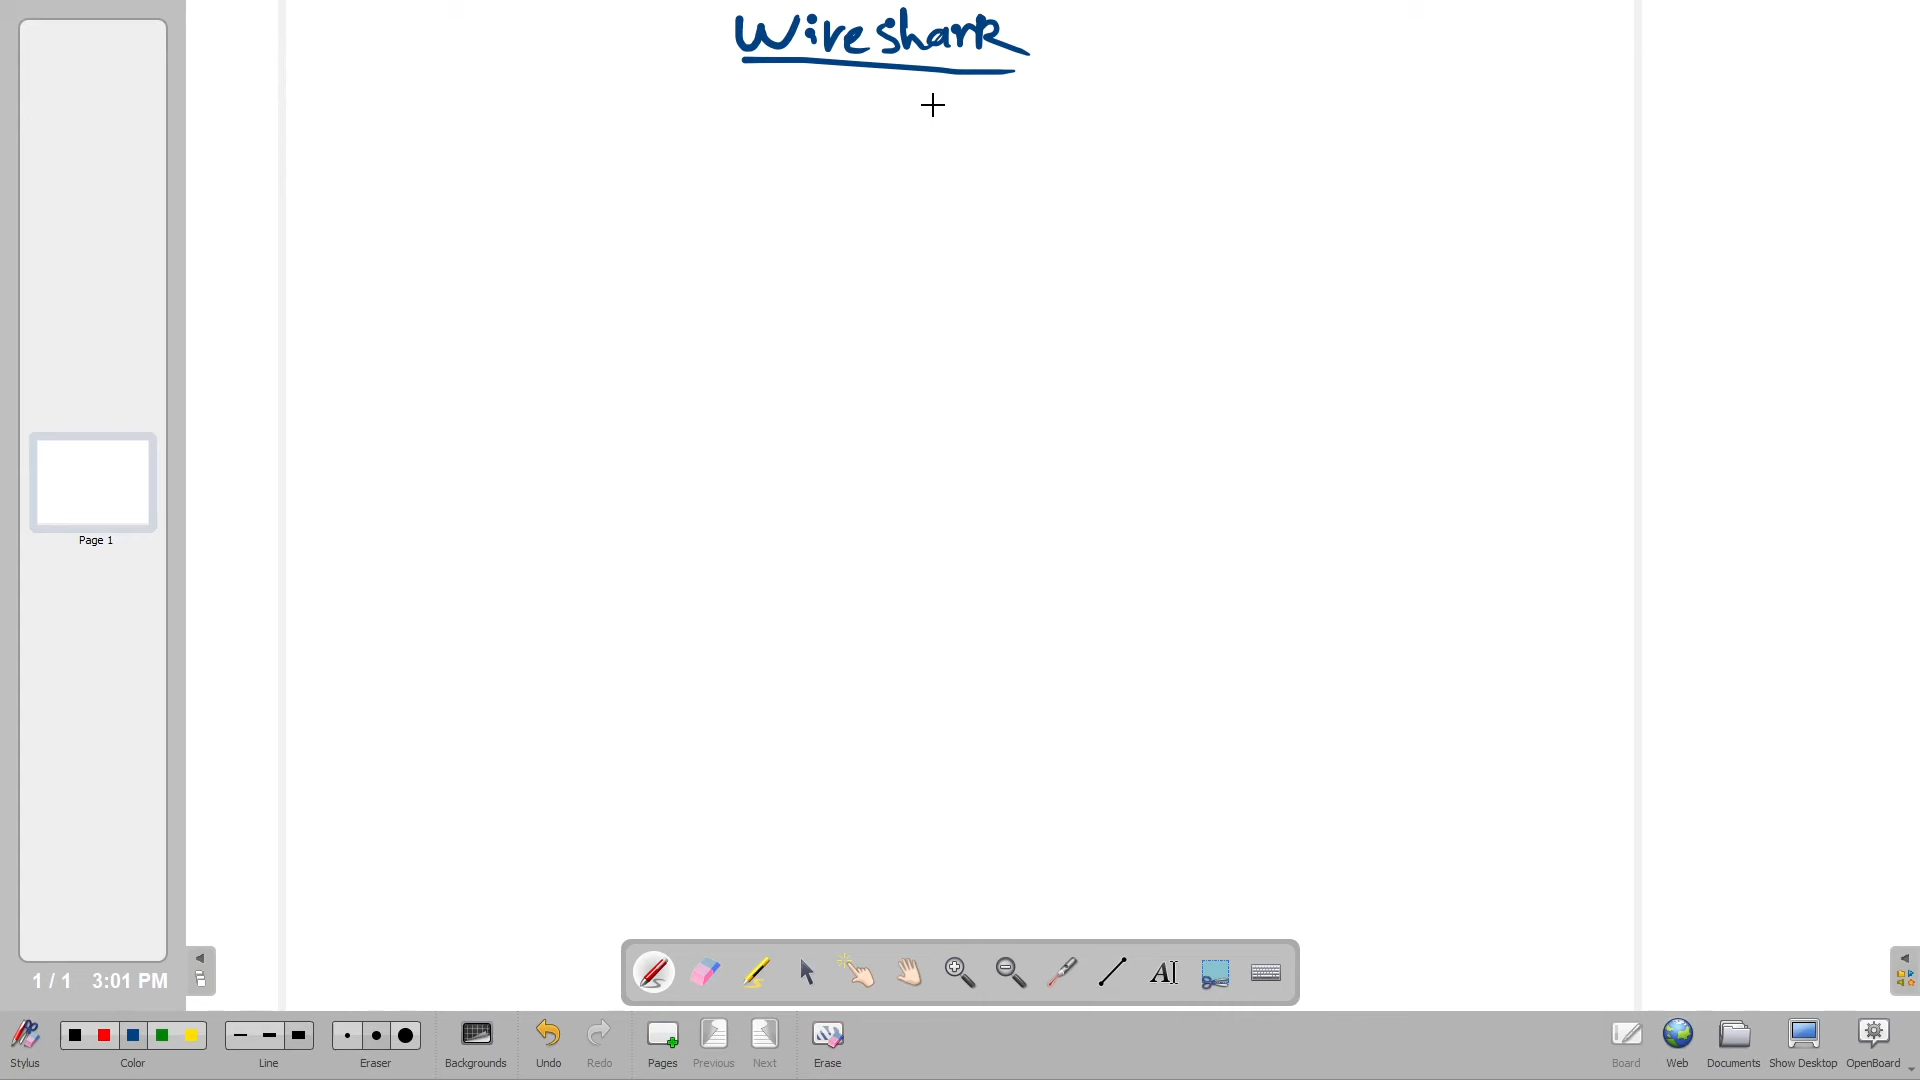 Wireshark
Page 1
1 / 1 3:01 PM
Stylus Color Line Eraser Backgrounds Undo Redo Pages Previous Next Erase Board Web Documents Show Desktop OpenBoard